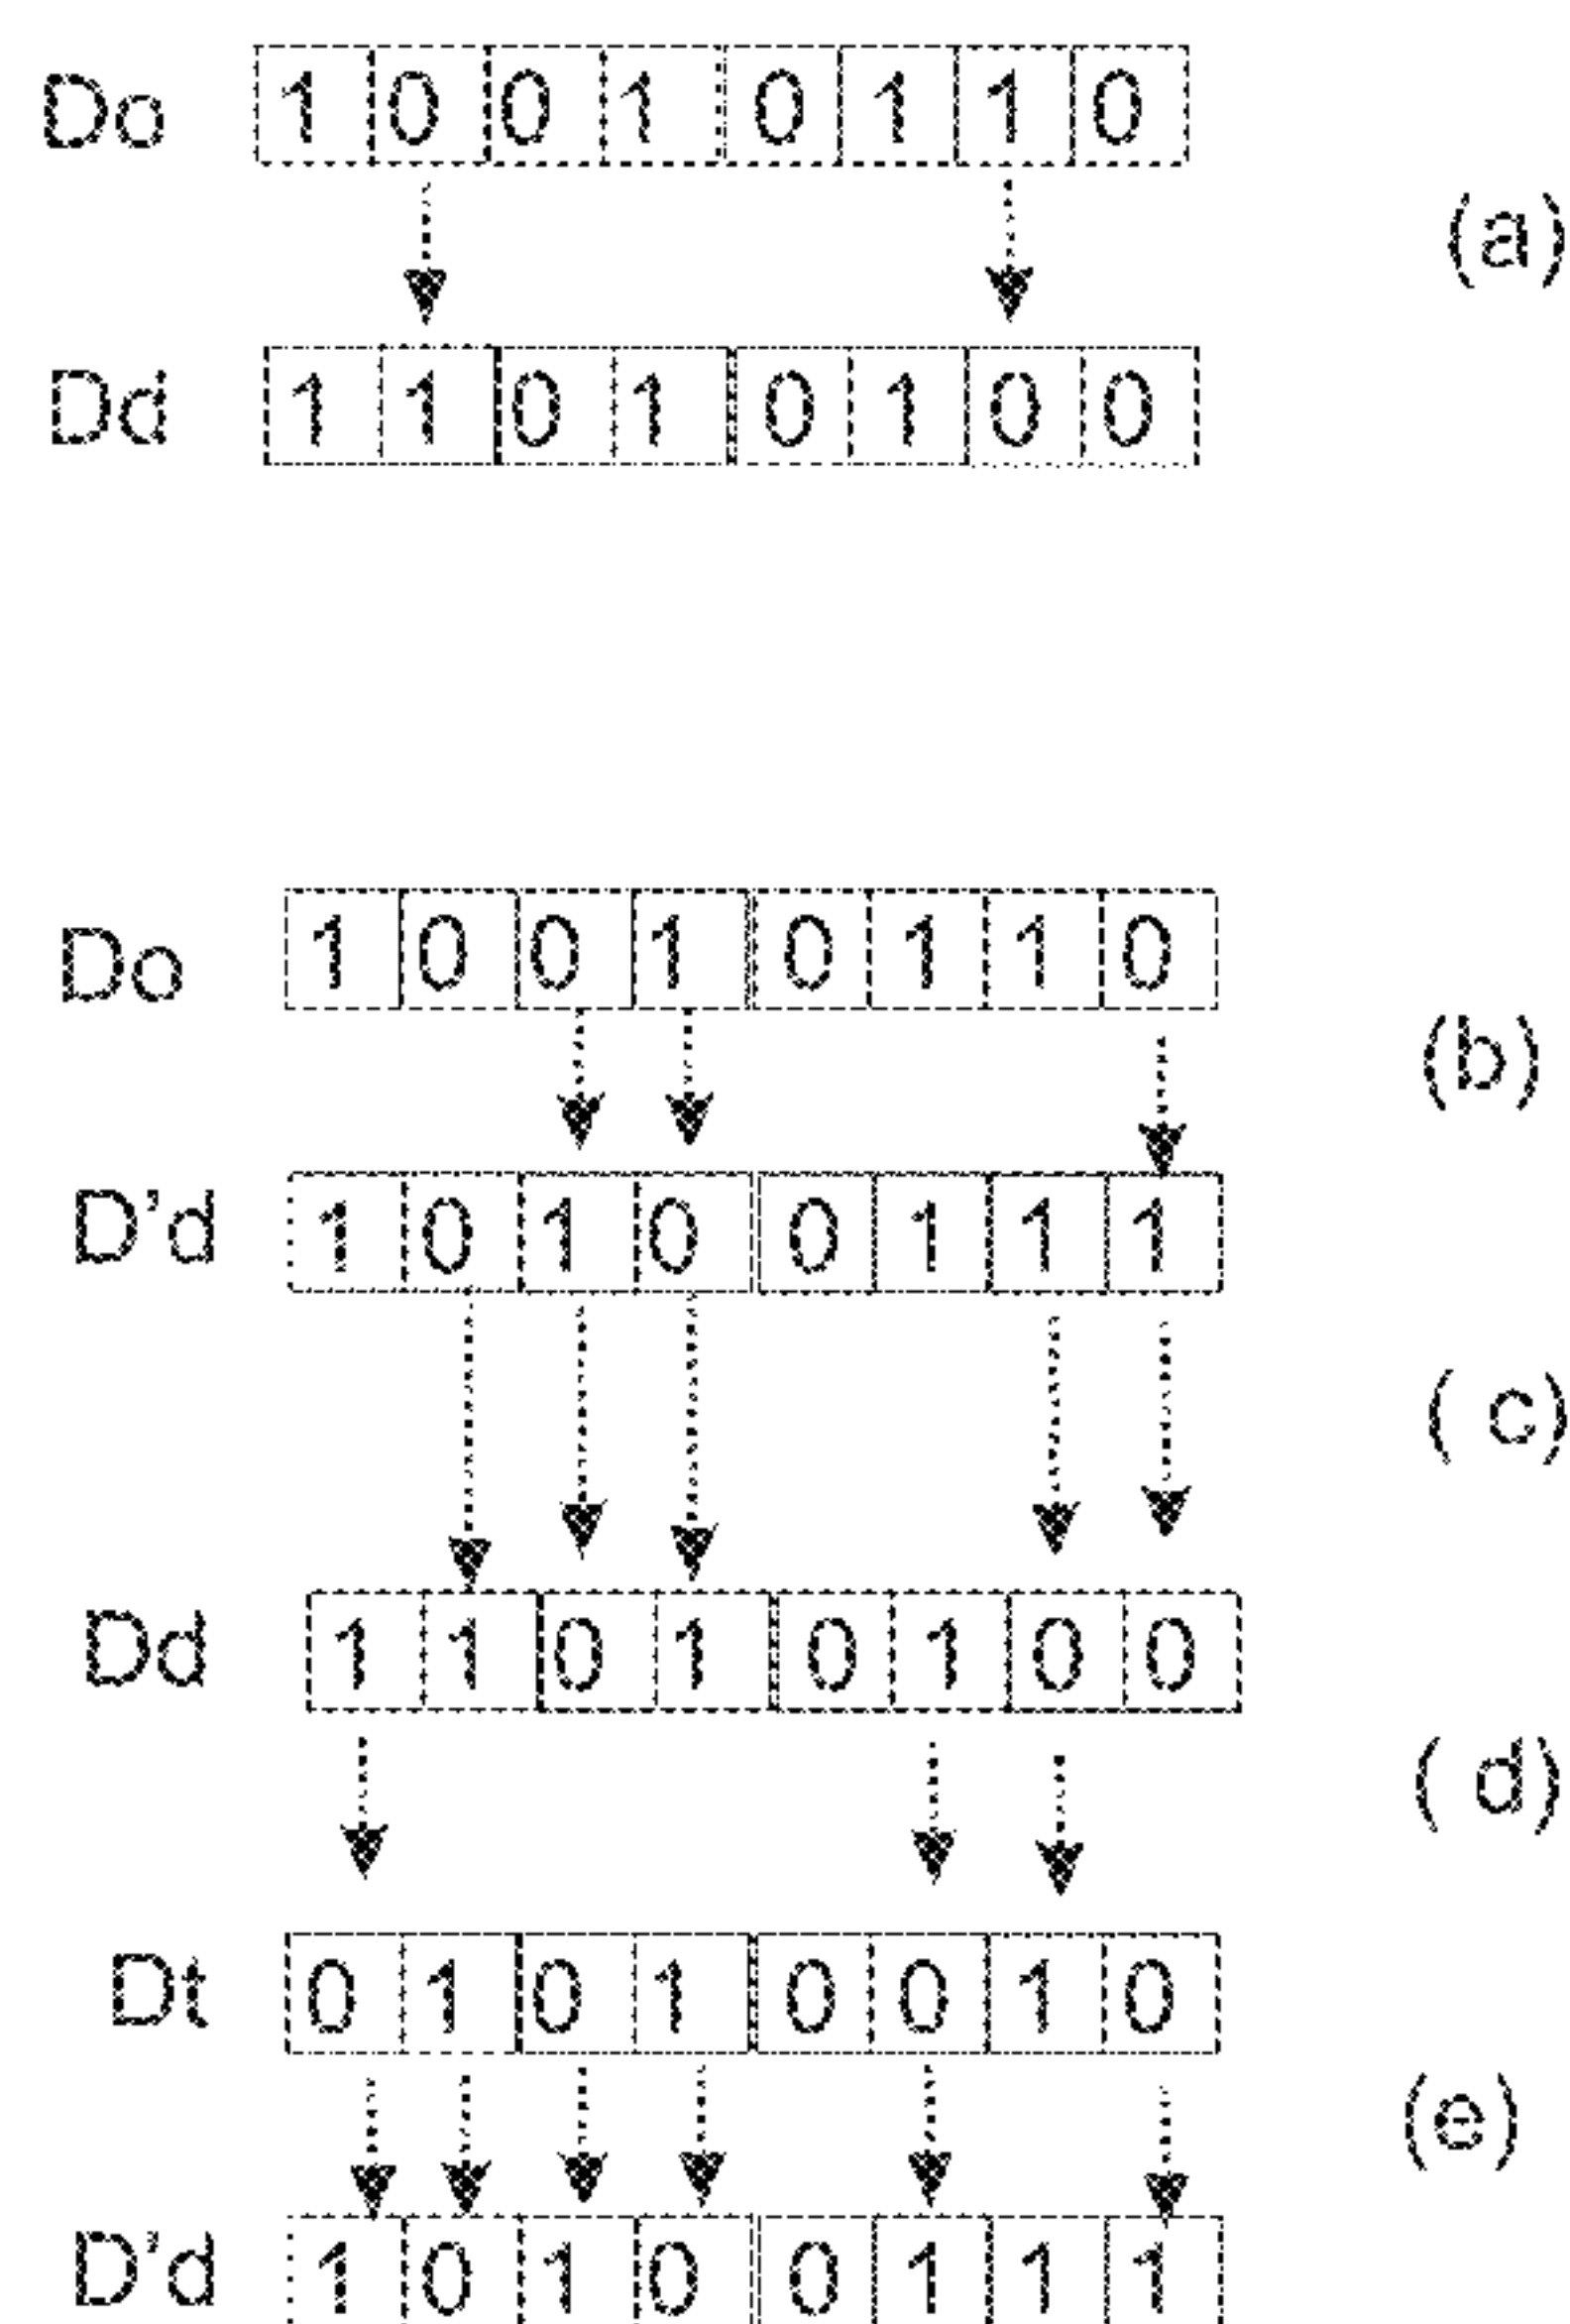 Do 1 0 0 1 0 1 1 0
(a)
Dd 1 1 0 1 0 1 0 0
Do 1 0 0 1 0 1 1 0
(b)
D'd 1 0 1 0 0 1 1 1
( c)
Dd 1 1 0 1 0 1 0 0
( d)
Dt 0 1 0 1 0 0 1 0
(e)
D'd 1 0 1 0 0 1 1 1